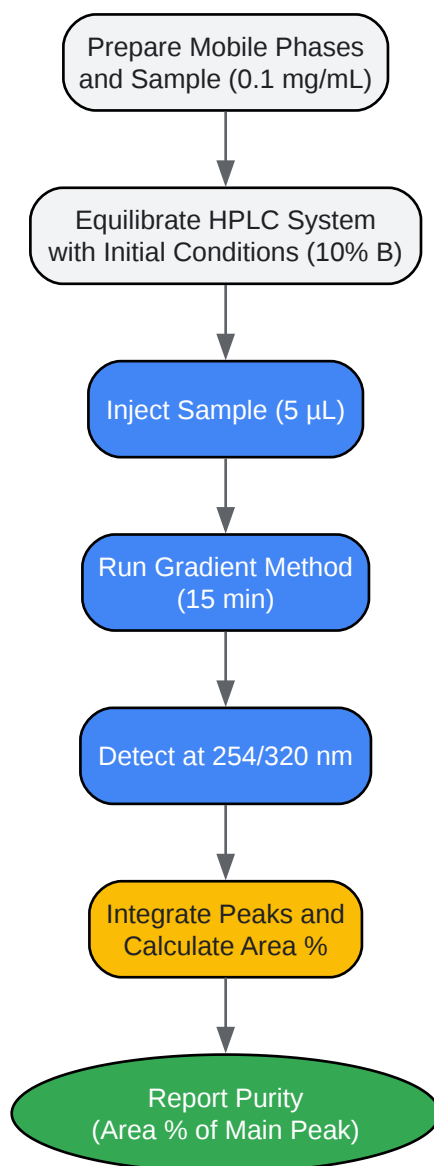 Prepare Mobile Phases
and Sample (0.1 mg/mL)
Equilibrate HPLC System
with Initial Conditions (10% B)
Inject Sample (5 µL)
Run Gradient Method
(15 min)
Detect at 254/320 nm
Integrate Peaks and
Calculate Area %
Report Purity
(Area % of Main Peak)